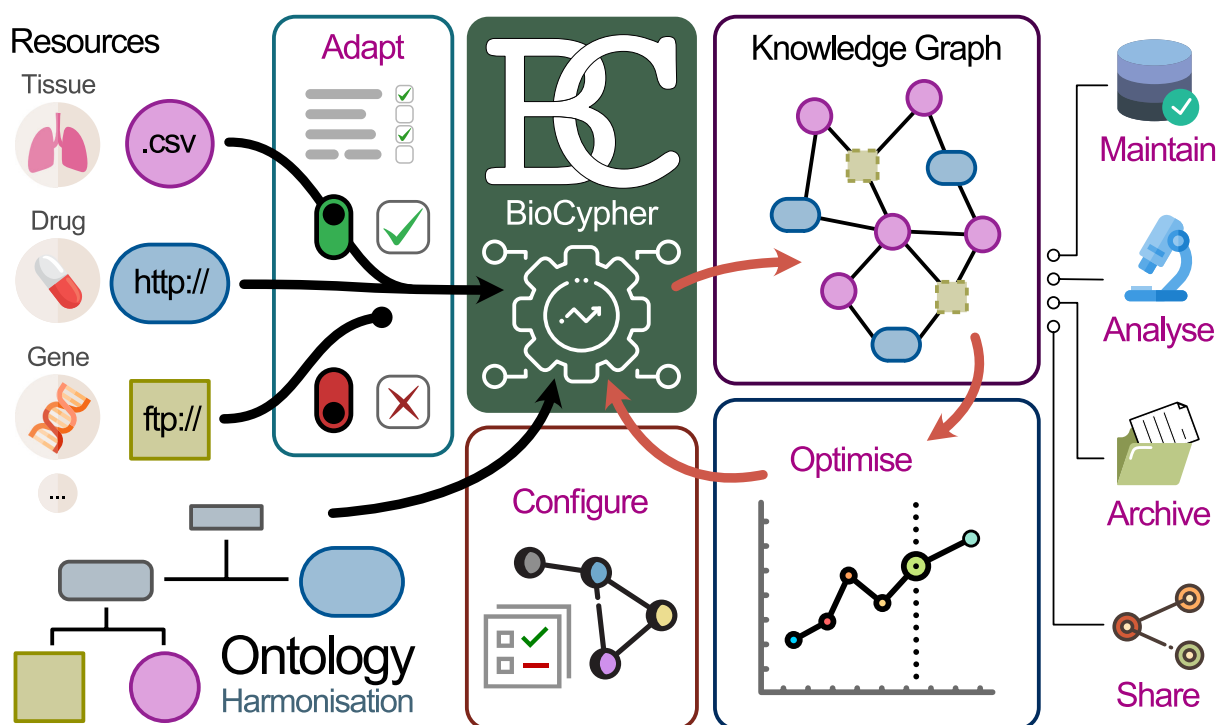 Resources
Tissue
.csv
Drug
http://
Gene
ftp://
...
Adapt
BC
BioCypher
Knowledge Graph
Maintain
Analyse
Archive
Share
Configure
Optimise
Ontology
Harmonisation